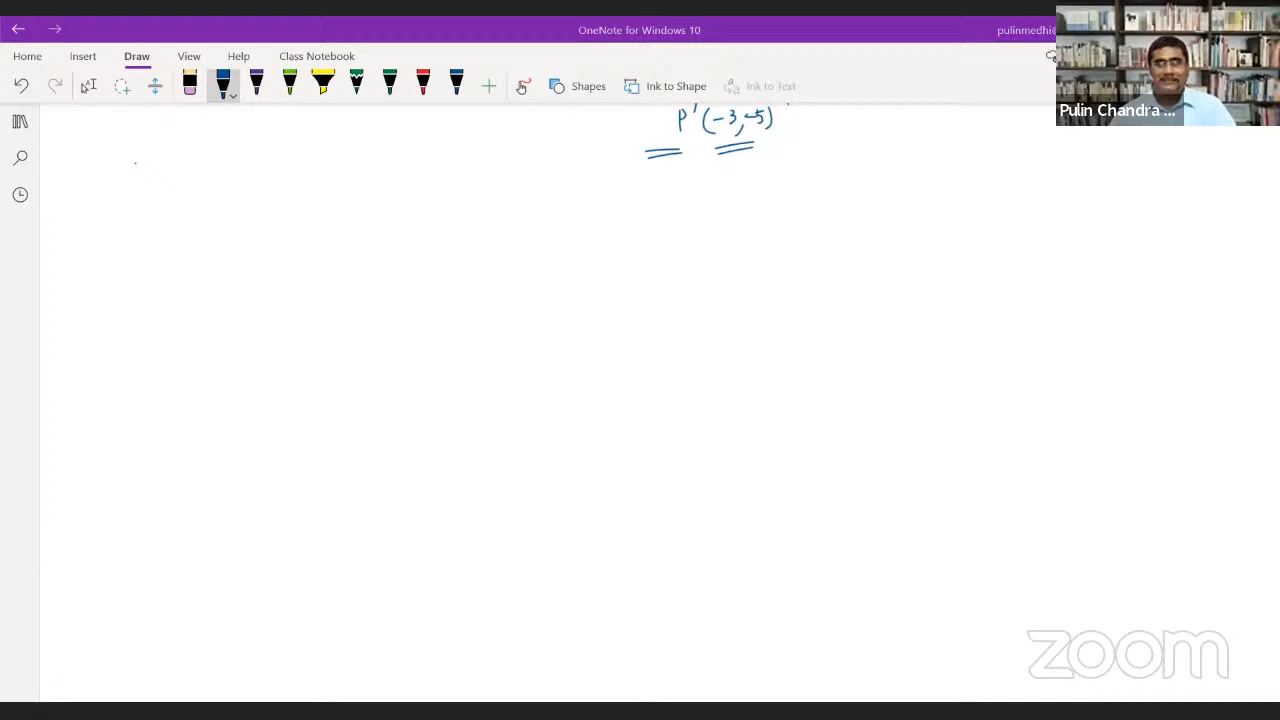 OneNote for Windows 10
pulinmedhi@
Home Insert Draw View Help Class Notebook
Shapes Ink to Shape Ink to Text
Pulin Chandra ...
P'(-3,-5)
zoom